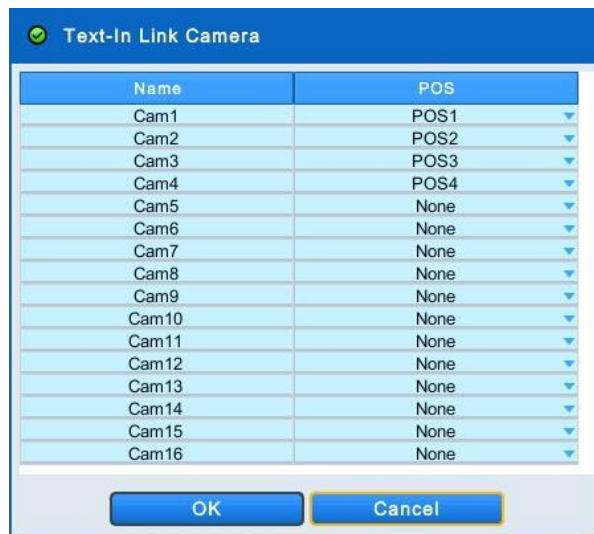 Text-In Link Camera
Name POS
Cam1 POS1
Cam2 POS2
Cam3 POS3
Cam4 POS4
Cam5 None
Cam6 None
Cam7 None
Cam8 None
Cam9 None
Cam10 None
Cam11 None
Cam12 None
Cam13 None
Cam14 None
Cam15 None
Cam16 None
OK Cancel